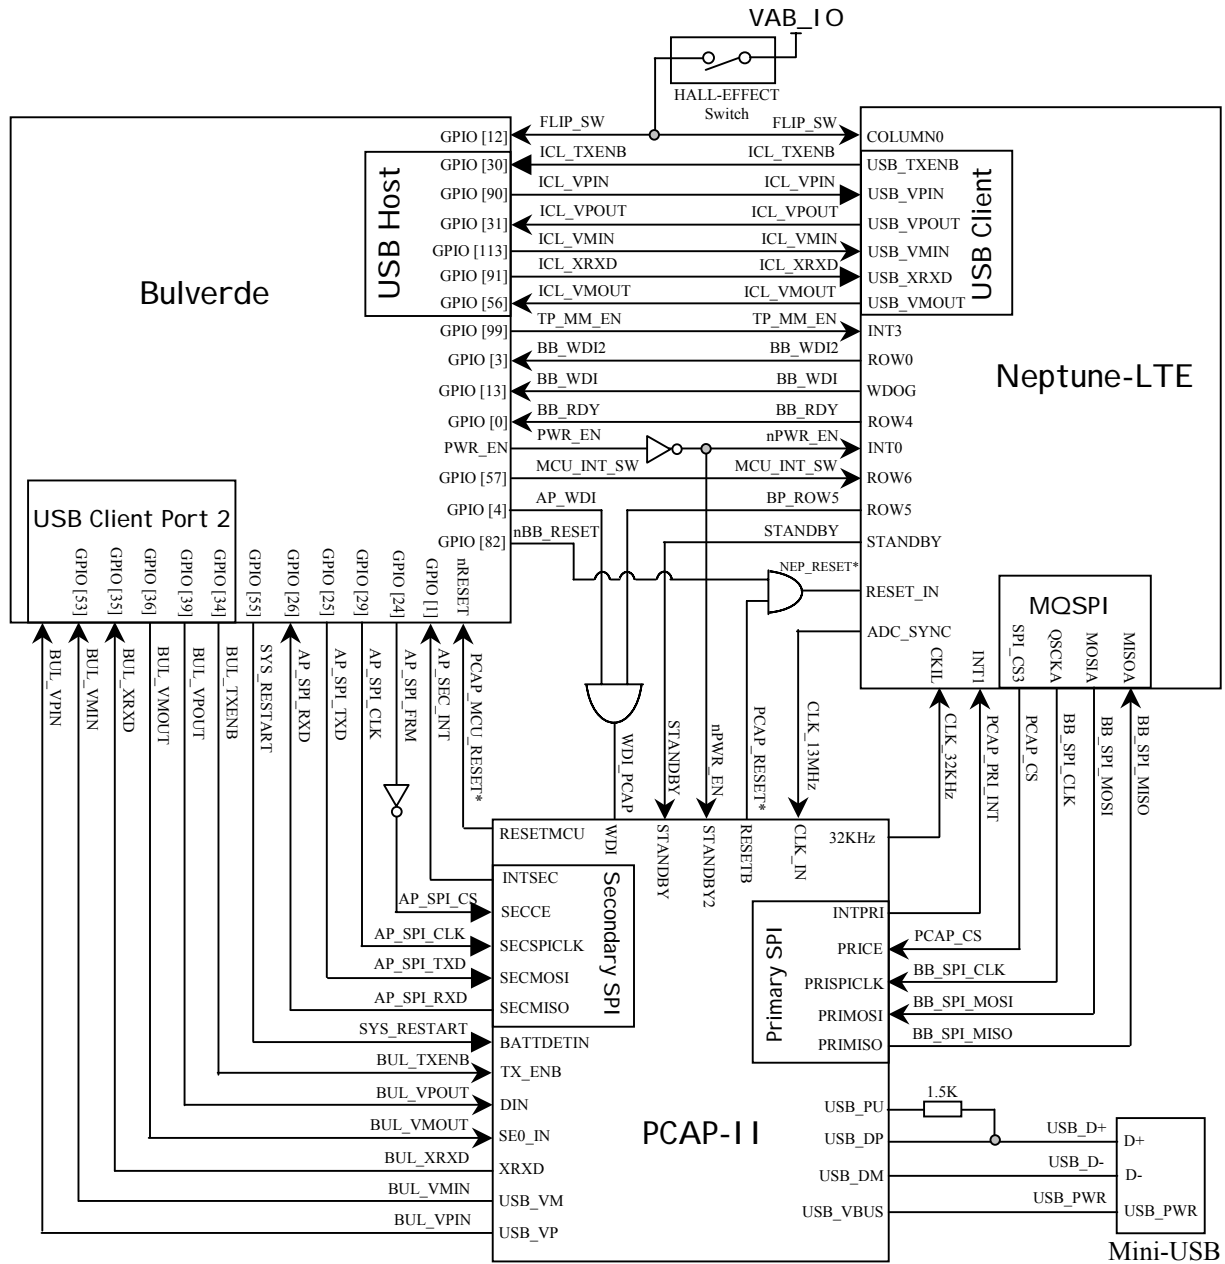 VAB_IO
HALL-EFFECT
Switch
FLIP_SW
FLIP_SW
GPIO [12]
COLUMN0
USB Host
USB Client
GPIO [30]
ICL_TXENB
ICL_TXENB
USB_TXENB
GPIO [90]
ICL_VPIN
ICL_VPIN
USB_VPIN
GPIO [31]
ICL_VPOUT
ICL_VPOUT
USB_VPOUT
GPIO [113]
ICL_VMIN
ICL_VMIN
USB_VMIN
GPIO [91]
ICL_XRXD
ICL_XRXD
USB_XRXD
GPIO [56]
ICL_VMOUT
ICL_VMOUT
USB_VMOUT
Bulverde
GPIO [99]
TP_MM_EN
TP_MM_EN
INT3
GPIO [3]
BB_WDI2
BB_WDI2
ROW0
Neptune-LTE
GPIO [13]
BB_WDI
BB_WDI
WDOG
GPIO [0]
BB_RDY
BB_RDY
ROW4
PWR_EN
PWR_EN
nPWR_EN
INT0
GPIO [57]
MCU_INT_SW
MCU_INT_SW
ROW6
GPIO [4]
AP_WDI
BP_ROW5
ROW5
GPIO [82]
nBB_RESET
STANDBY
STANDBY
NEP_RESET*
RESET_IN
ADC_SYNC
USB Client Port 2
GPIO [53]
GPIO [35]
GPIO [36]
GPIO [39]
GPIO [34]
GPIO [55]
GPIO [26]
GPIO [25]
GPIO [29]
GPIO [24]
GPIO [1]
nRESET
CKIL
INT1
MQSPI
SPI_CS3
QSCKA
MOSIA
MISOA
BUL_VPIN
BUL_VMIN
BUL_XRXD
BUL_VMOUT
BUL_VPOUT
BUL_TXENB
SYS_RESTART
AP_SPI_RXD
AP_SPI_TXD
AP_SPI_CLK
AP_SPI_FRM
AP_SEC_INT
PCAP_MCU_RESET*
WDI_PCAP
STANDBY
nPWR_EN
PCAP_RESET*
CLK_13MHz
CLK_32KHz
PCAP_PRI_INT
PCAP_CS
BB_SPI_CLK
BB_SPI_MOSI
BB_SPI_MISO
RESETMCU
WDI
STANDBY
STANDBY2
RESETB
CLK_IN
32KHz
Secondary SPI
INTSEC
AP_SPI_CS
SECCE
AP_SPI_CLK
SECSPICLK
AP_SPI_TXD
SECMOSI
AP_SPI_RXD
SECMISO
Primary SPI
INTPRI
PRICE
PCAP_CS
PRISPICLK
BB_SPI_CLK
PRIMOSI
BB_SPI_MOSI
PRIMISO
BB_SPI_MISO
SYS_RESTART
BATTDETIN
BUL_TXENB
TX_ENB
BUL_VPOUT
DIN
BUL_VMOUT
SE0_IN
BUL_XRXD
XRXD
BUL_VMIN
USB_VM
BUL_VPIN
USB_VP
PCAP-II
USB_PU
1.5K
USB_DP
USB_D+
D+
USB_DM
USB_D-
D-
USB_VBUS
USB_PWR
USB_PWR
Mini-USB